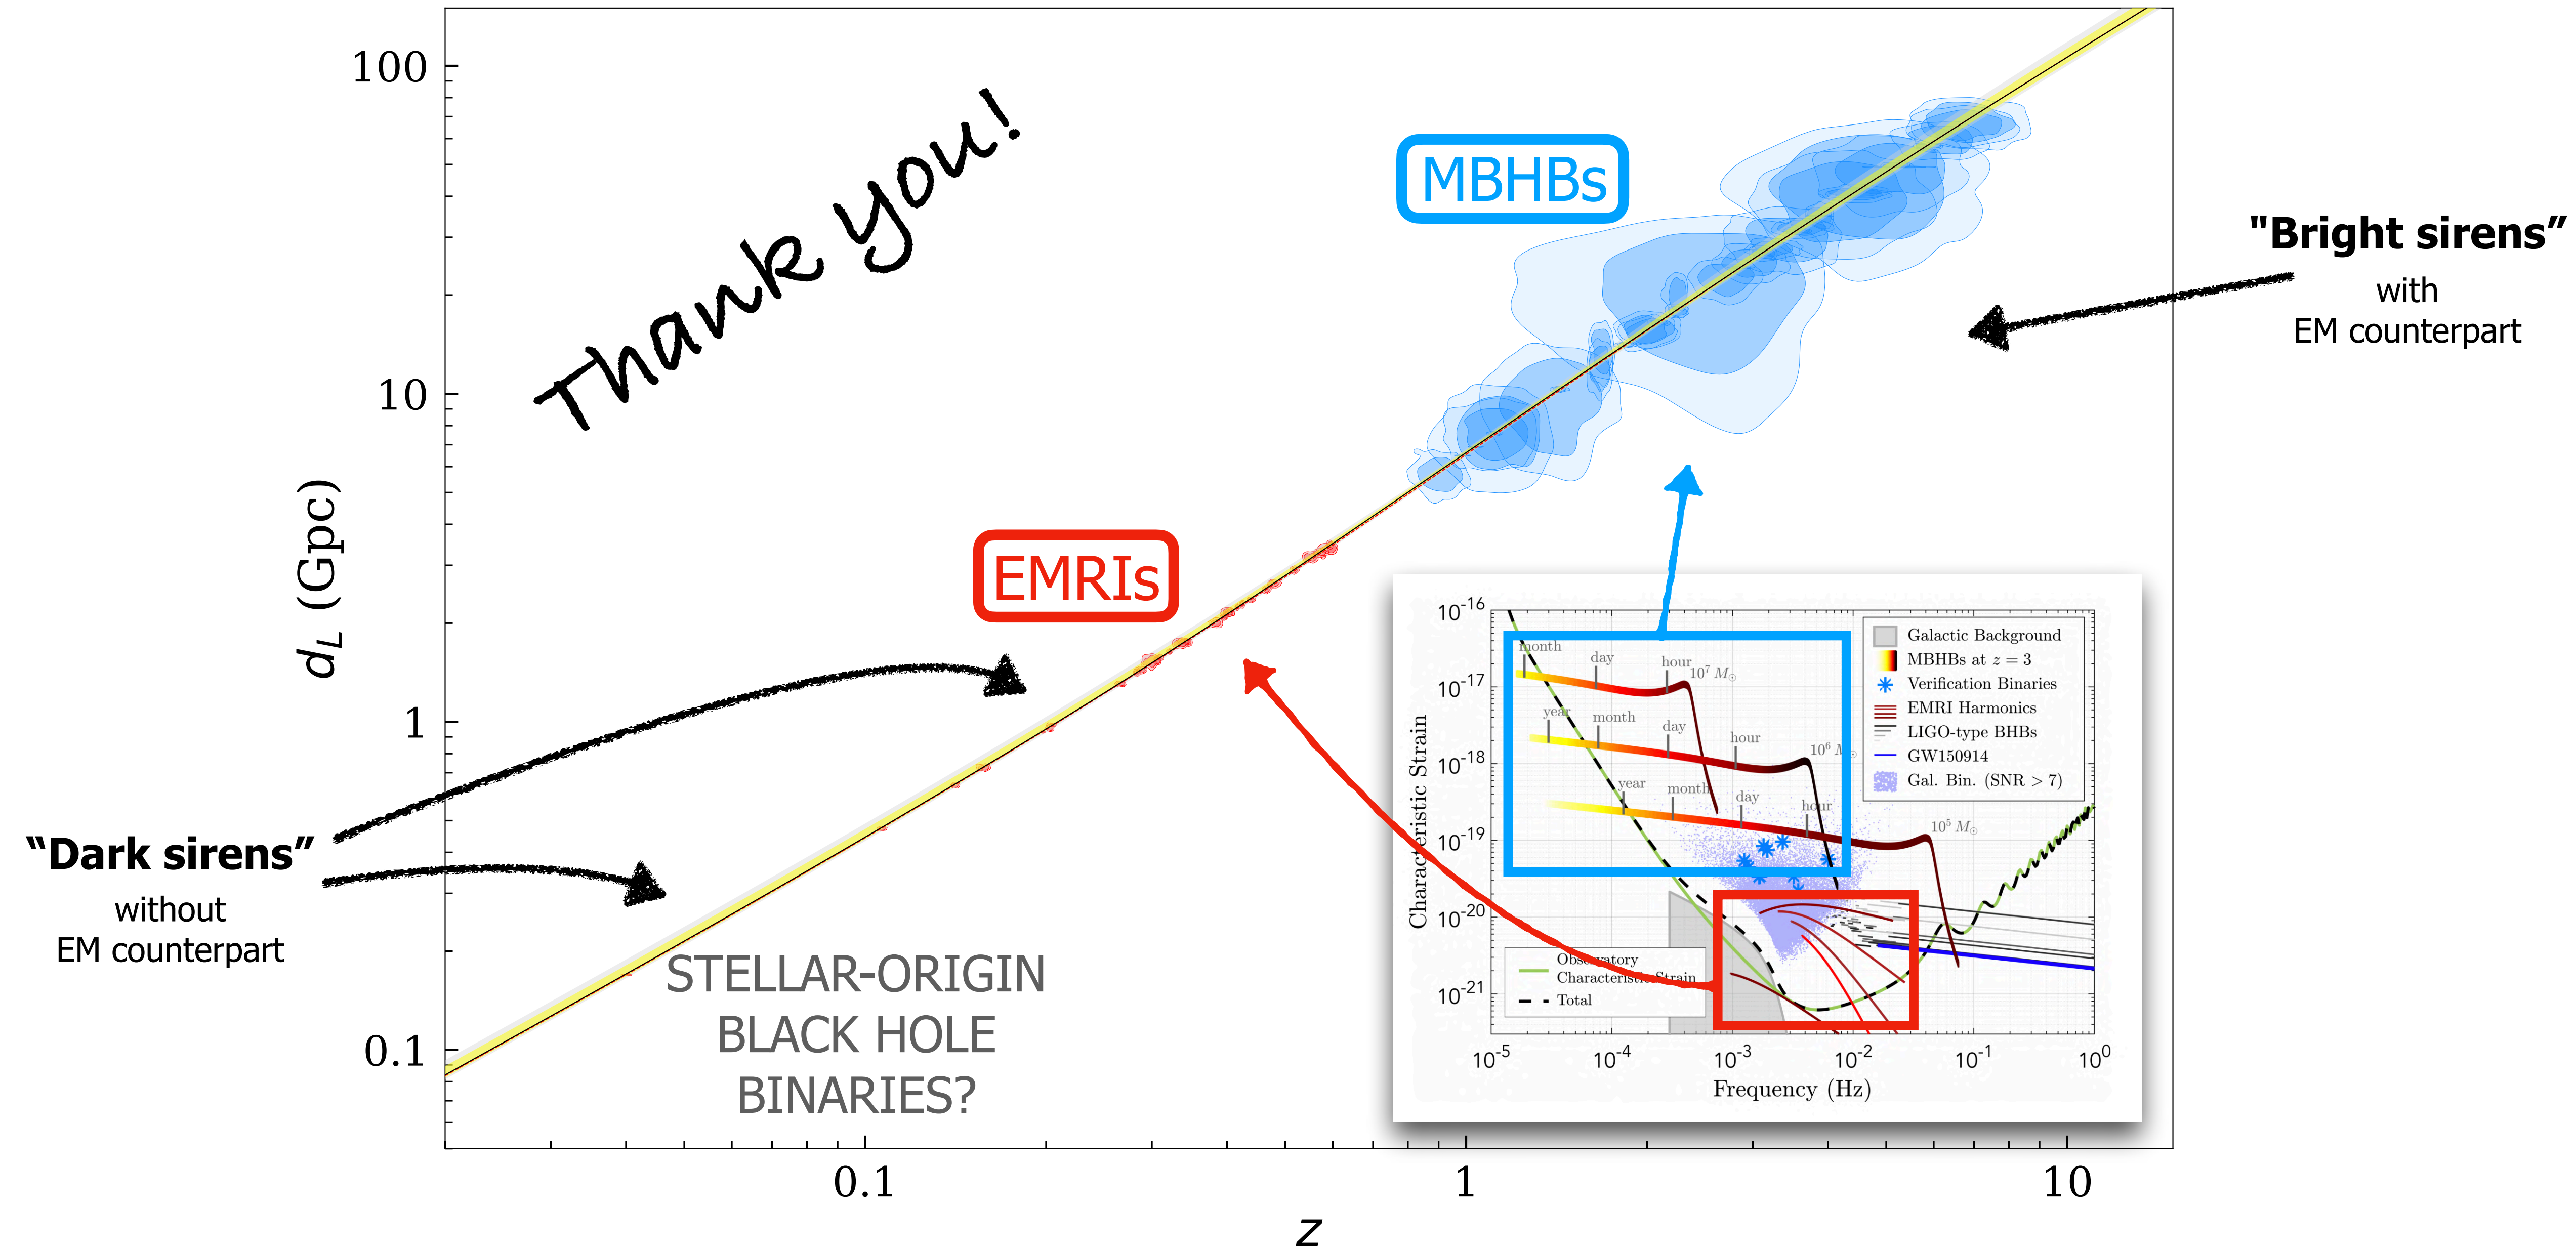 Thank you!
MBHBs
"Bright sirens”
with
EM counterpart
EMRIs
“Dark sirens”
without
EM counterpart
STELLAR-ORIGIN
BLACK HOLE
BINARIES?
100
10
1
0.1
d_L (Gpc)
0.1
1
10
z
10^-16
10^-17
10^-18
10^-19
10^-20
10^-21
Characteristic Strain
month
day
hour
10^7 M☉
year
month
day
hour
10^6 M☉
year
month
day
hour
10^5 M☉
Galactic Background
MBHBs at z = 3
Verification Binaries
EMRI Harmonics
LIGO-type BHBs
GW150914
Gal. Bin. (SNR > 7)
Observatory
Characteristic Strain
Total
10^-5
10^-4
10^-3
10^-2
10^-1
10^0
Frequency (Hz)